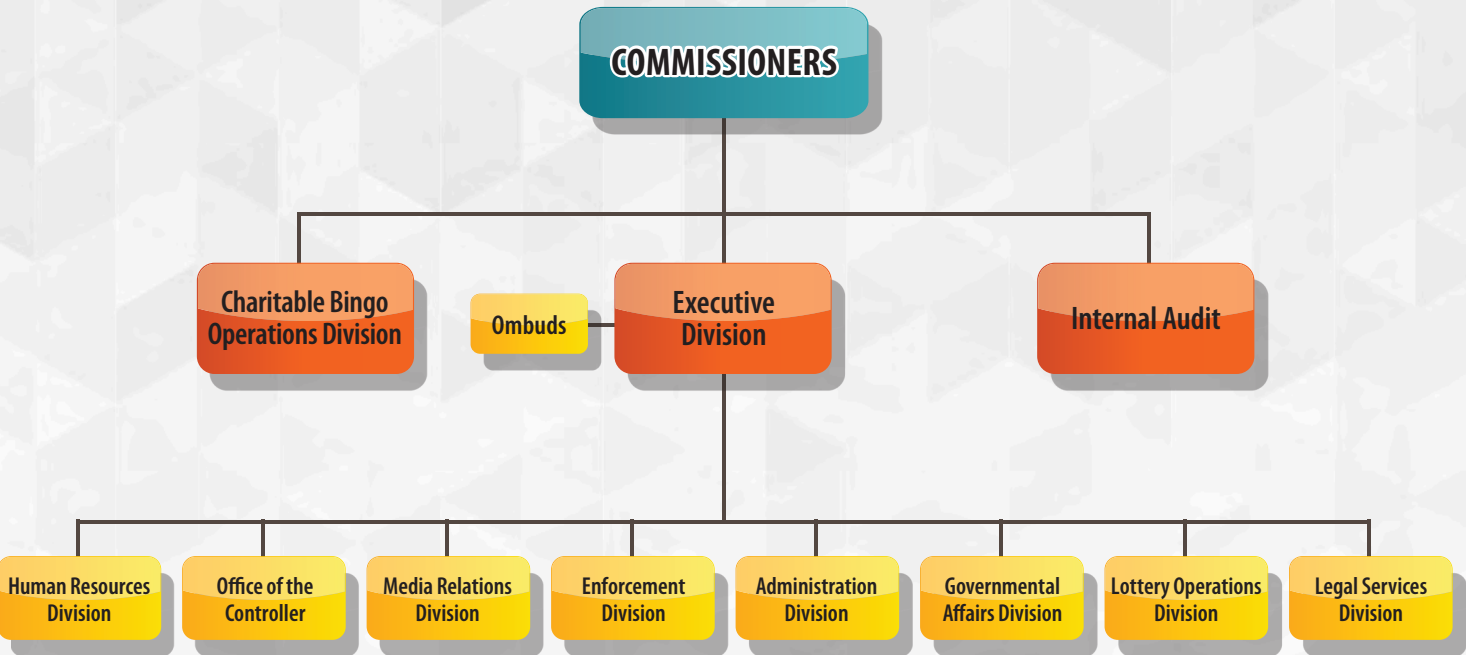 COMMISSIONERS
Charitable Bingo
Operations Division
Ombuds
Executive
Division
Internal Audit
Human Resources
Division
Office of the
Controller
Media Relations
Division
Enforcement
Division
Administration
Division
Governmental
Affairs Division
Lottery Operations
Division
Legal Services
Division